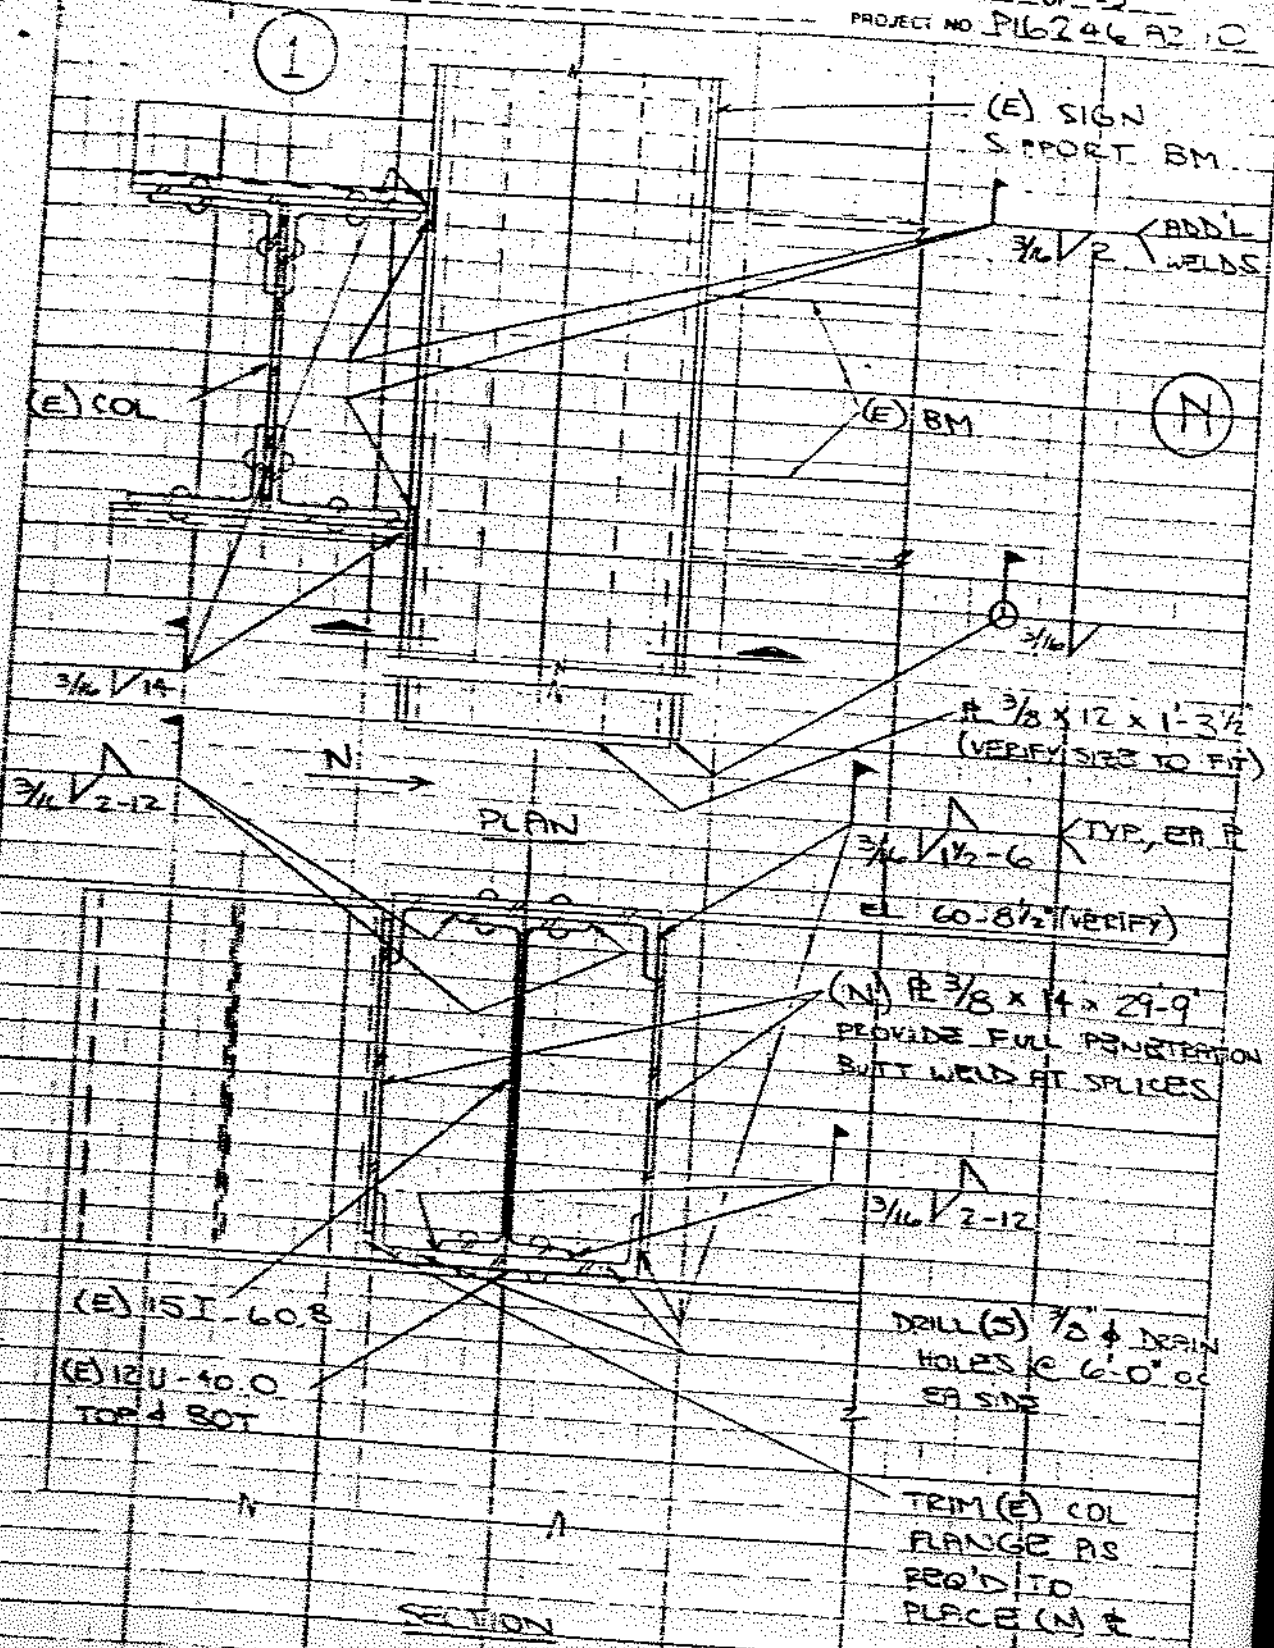 PROJECT NO P16246
1
(E) SIGN
SUPPORT BM
3/16 2
ADD'L
WELDS
(E) COL
(E) BM
N
3/16
3/16 14
PL 3/8 x 12 x 1'-3 1/2"
(VERIFY SIZE TO FIT)
3/16 2-12
N
PLAN
3/16 1 1/2-6
TYP., EA PL
EL 60-8 1/2" (VERIFY)
(N) PL 3/8 x 14 x 29'-9"
PROVIDE FULL PENETRATION
BUTT WELD AT SPLICES
3/16 2-12
(E) 15I-60.8
(E) 12U-40.0
TOP & BOT
DRILL (5) ⌀ DRAIN
HOLES @ 6'-0" OC
EA SIDE
TRIM (E) COL
FLANGE AS
REQ'D TO
PLACE (N) PL
SECTION